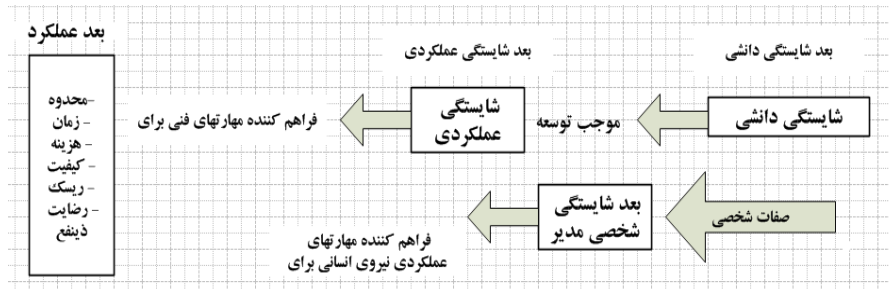 بعد شایستگی دانشی
بعد شایستگی عملکردی
بعد عملکرد
شایستگی دانشی
موجب توسعه
شایستگی
عملکردی
فراهم کننده مهارتهای فنی برای
صفات شخصی
بعد شایستگی
شخصی مدیر
فراهم کننده مهارتهای
عملکردی نیروی انسانی برای
-محدوه
- زمان
- هزینه
- کیفیت
- ریسک
- رضایت
ذینفع